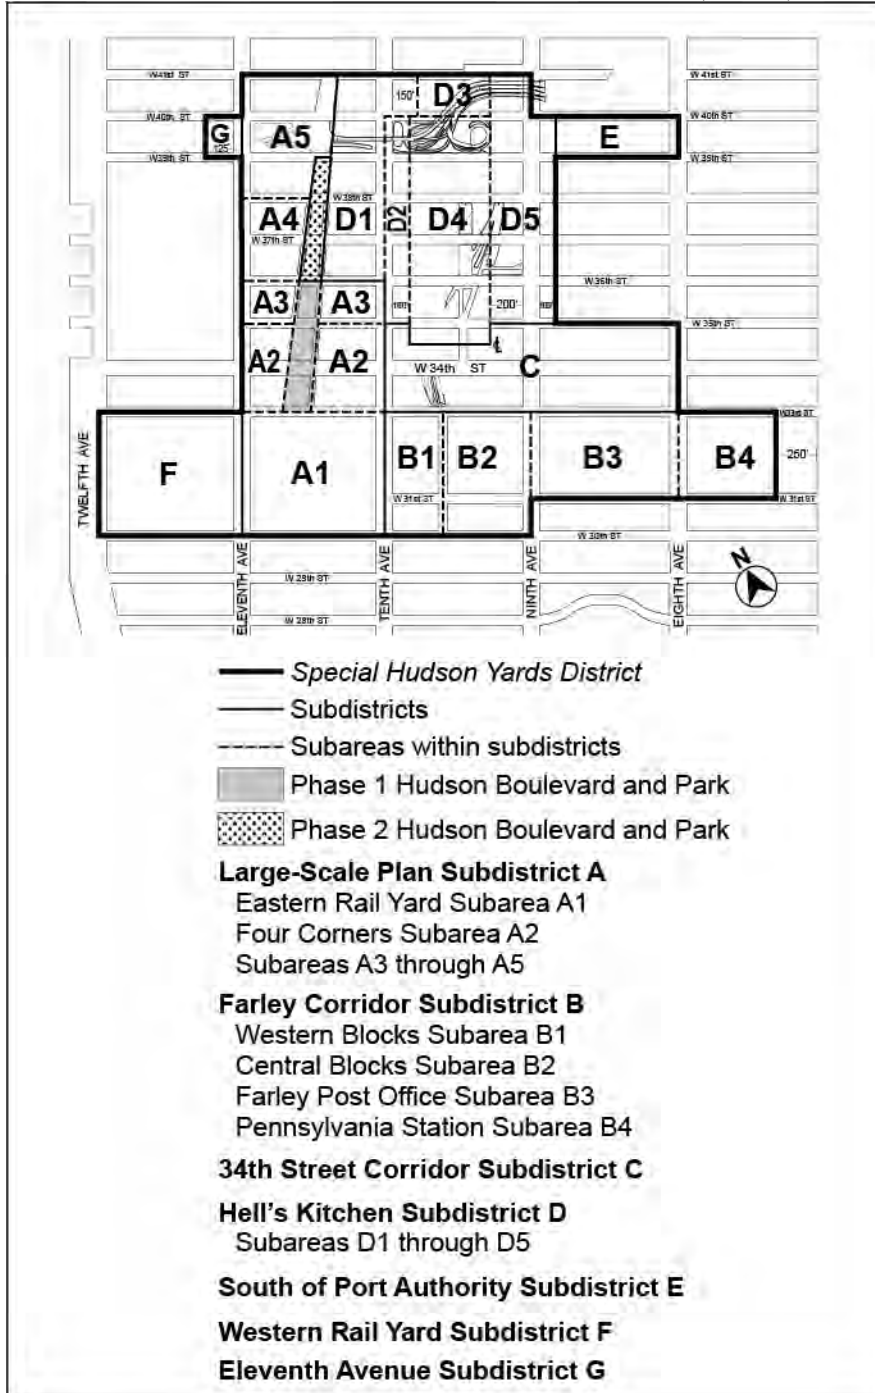 W 41st ST
W 41st ST
150'
D3
W 40th ST
W 40th ST
G
125'
A5
E
W 39th ST
W 39th ST
W 38th ST
A4
D1
D2
D4
D5
W 37th ST
W 36th ST
A3
A3
200'
W 35th ST
A2
A2
W 34th ST
C
W 33rd ST
TWELFTH AVE
F
A1
B1
B2
B3
B4
250'
W 31st ST
W 31st ST
W 30th ST
ELEVENTH AVE
TENTH AVE
NINTH AVE
EIGHTH AVE
N
W 29th ST
W 28th ST
Special Hudson Yards District
Subdistricts
Subareas within subdistricts
Phase 1 Hudson Boulevard and Park
Phase 2 Hudson Boulevard and Park
Large-Scale Plan Subdistrict A
Eastern Rail Yard Subarea A1
Four Corners Subarea A2
Subareas A3 through A5
Farley Corridor Subdistrict B
Western Blocks Subarea B1
Central Blocks Subarea B2
Farley Post Office Subarea B3
Pennsylvania Station Subarea B4
34th Street Corridor Subdistrict C
Hell's Kitchen Subdistrict D
Subareas D1 through D5
South of Port Authority Subdistrict E
Western Rail Yard Subdistrict F
Eleventh Avenue Subdistrict G